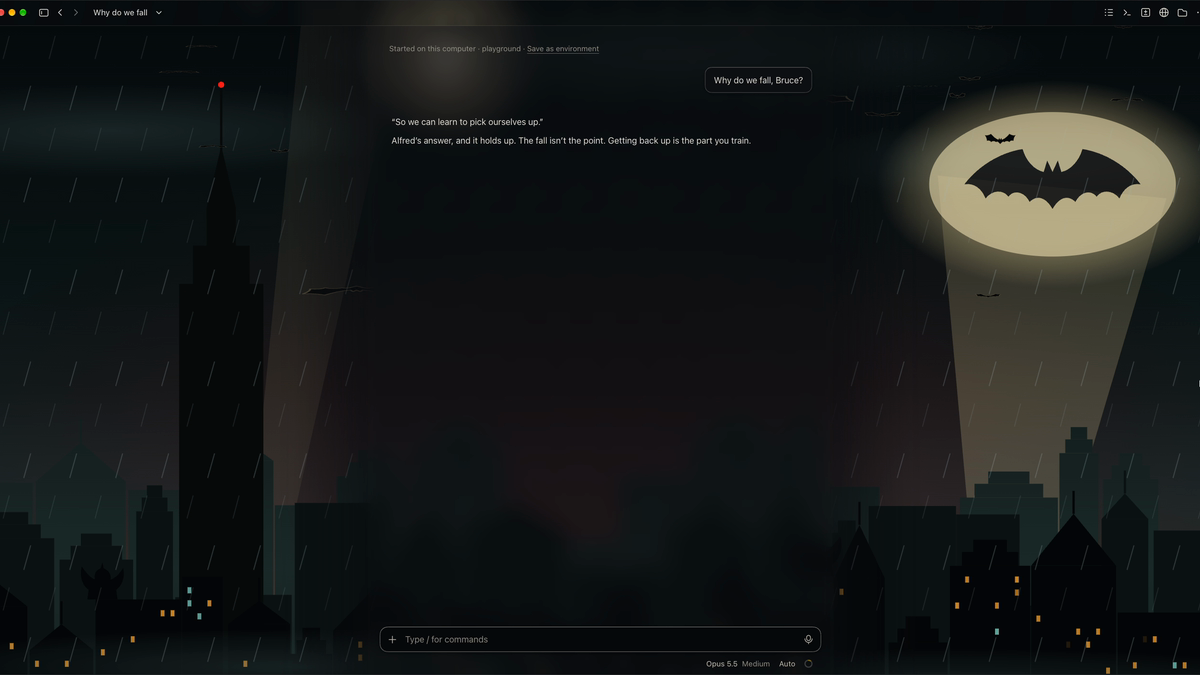 Why do we fall
Started on this computer · playground · Save as environment
Why do we fall, Bruce?
“So we can learn to pick ourselves up.”
Alfred’s answer, and it holds up. The fall isn’t the point. Getting back up is the part you train.
Type / for commands
Opus 5.5 Medium Auto